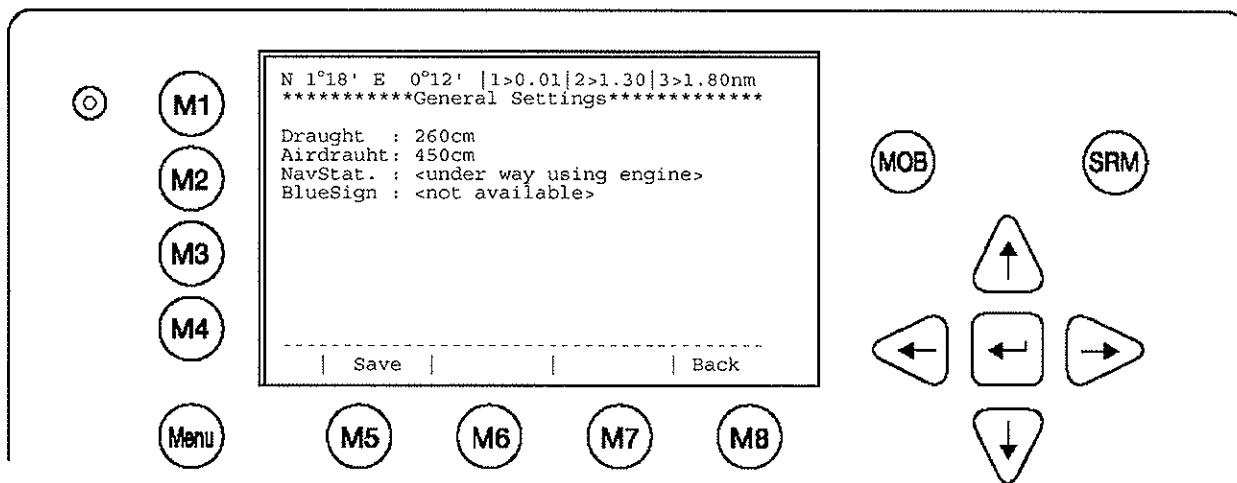 N 1°18' E 0°12' |1>0.01|2>1.30|3>1.80nm
***********General Settings*************
Draught : 260cm
Airdrauht: 450cm
NavStat. : <under way using engine>
BlueSign : <not available>
| Save | | | Back
M1
M2
M3
M4
Menu
M5
M6
M7
M8
MOB
SRM